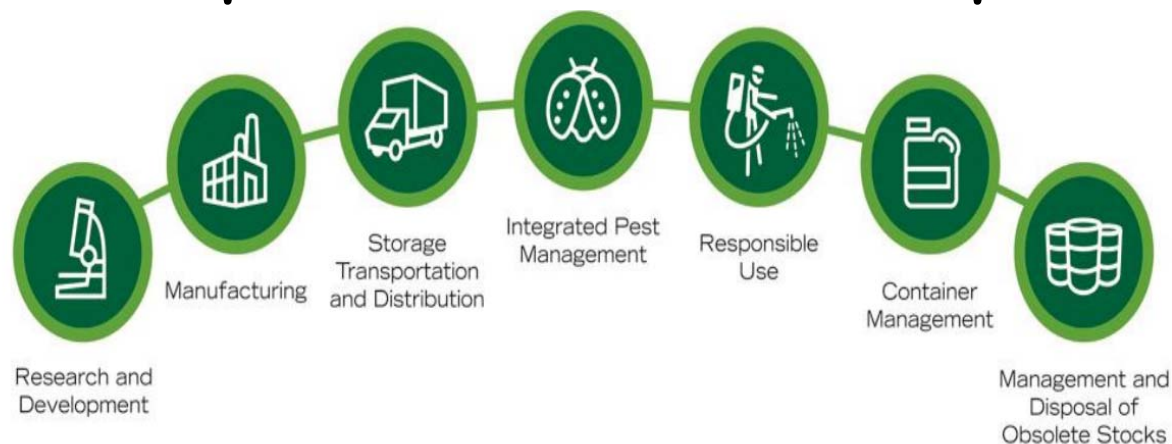 Research and
Development
Manufacturing
Storage
Transportation
and Distribution
Integrated Pest
Management
Responsible
Use
Container
Management
Management and
Disposal of
Obsolete Stocks